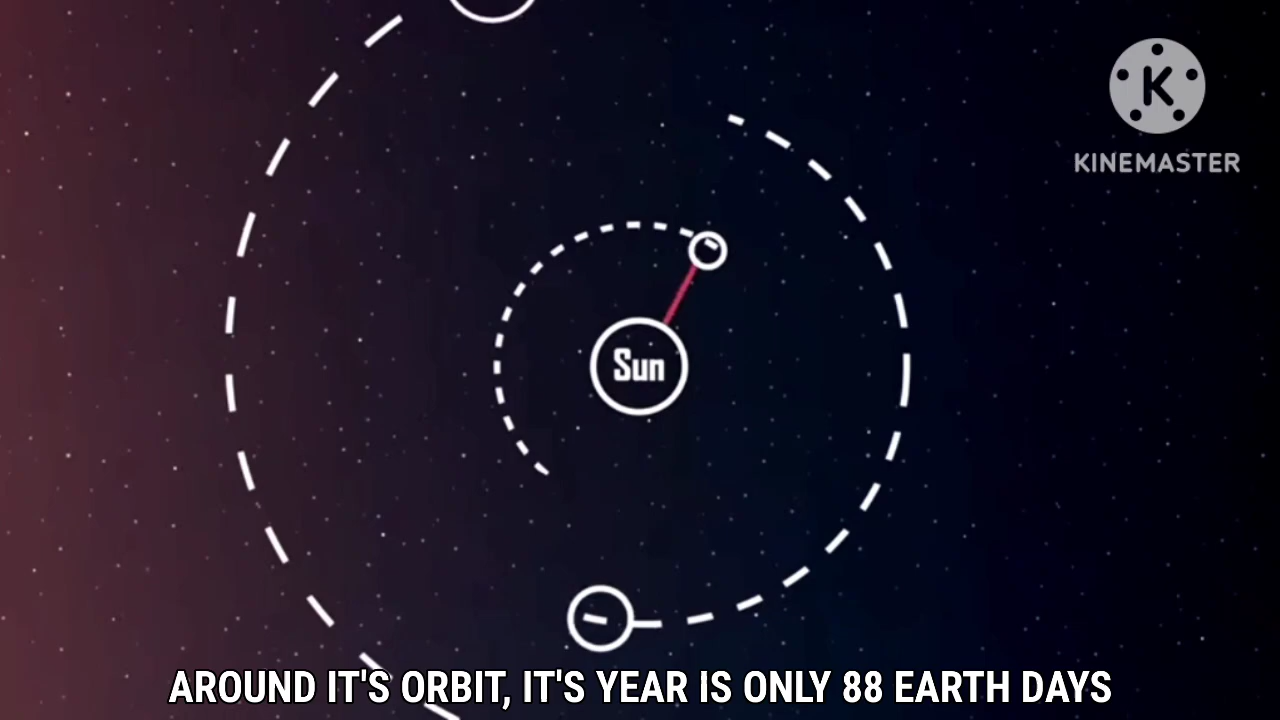 K
KINEMASTER
Sun
AROUND IT'S ORBIT, IT'S YEAR IS ONLY 88 EARTH DAYS